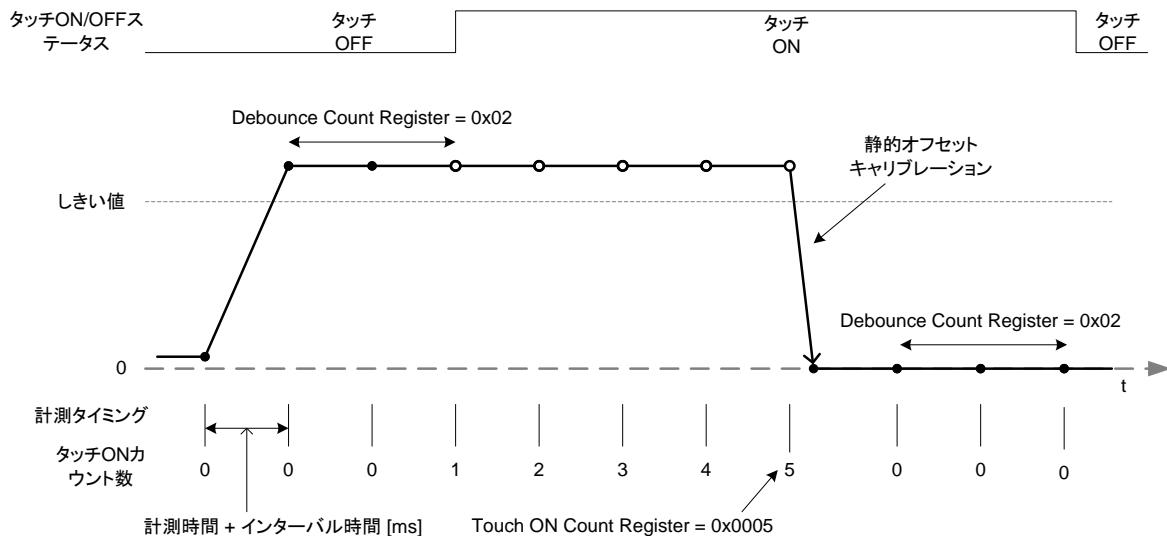 タッチON/OFFス
テータス
タッチ
OFF
タッチ
ON
タッチ
OFF
Debounce Count Register = 0x02
静的オフセット
キャリブレーション
しきい値
Debounce Count Register = 0x02
0
t
計測タイミング
タッチONカ
ウント数
0 0 0 1 2 3 4 5 0 0 0
計測時間 + インターバル時間 [ms]
Touch ON Count Register = 0x0005